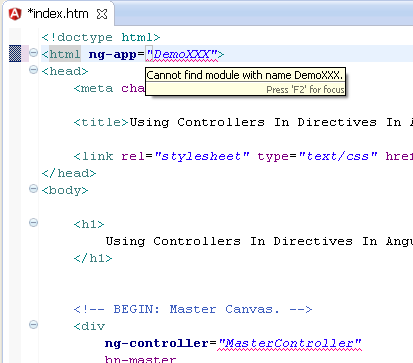 *index.htm
<!doctype html>
<html ng-app="DemoXXX">
<head>
Cannot find module with name DemoXXX.
Press 'F2' for focus
<meta cha
<title>Using Controllers In Directives In A
<link rel="stylesheet" type="text/css" href
</head>
<body>
<h1>
Using Controllers In Directives In Angu
</h1>
<!-- BEGIN: Master Canvas. -->
<div
ng-controller="MasterController"
bn-master